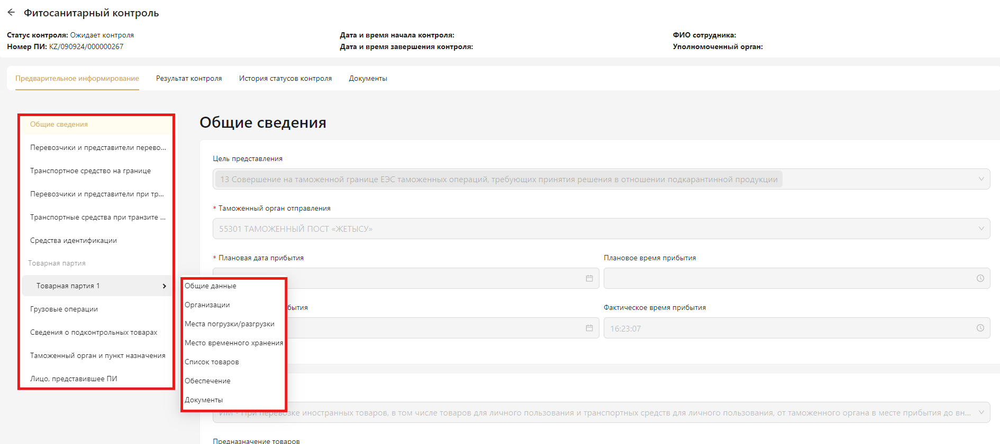 Фитосанитарный контроль
Статус контроля: Ожидает контроля
Номер ПИ: KZ/090924/000000267
Дата и время начала контроля:
Дата и время завершения контроля:
ФИО сотрудника:
Уполномоченный орган:
Предварительное информирование
Результат контроля
История статусов контроля
Документы
Общие сведения
Перевозчики и представители перево...
Транспортное средство на границе
Перевозчики и представители при тр...
Транспортные средства при транзите ...
Средства идентификации
Товарная партия
Товарная партия 1
Грузовые операции
Сведения о подконтрольных товарах
Таможенный орган и пункт назначения
Лицо, представившее ПИ
Общие данные
Организации
Места погрузки/разгрузки
Место временного хранения
Список товаров
Обеспечение
Документы
Общие сведения
Цель представления
13 Совершение на таможенной границе ЕЭС таможенных операций, требующих принятия решения в отношении подкарантинной продукции
* Таможенный орган отправления
55301 ТАМОЖЕННЫЙ ПОСТ «ЖЕТЫСУ»
* Плановая дата прибытия
Плановое время прибытия
бытия
Фактическое время прибытия
16:23:07
ИМ - При перевозке иностранных товаров, в том числе товаров для личного пользования и транспортных средств для личного пользования, от таможенного органа в месте прибытия до вн...
Предназначение товаров